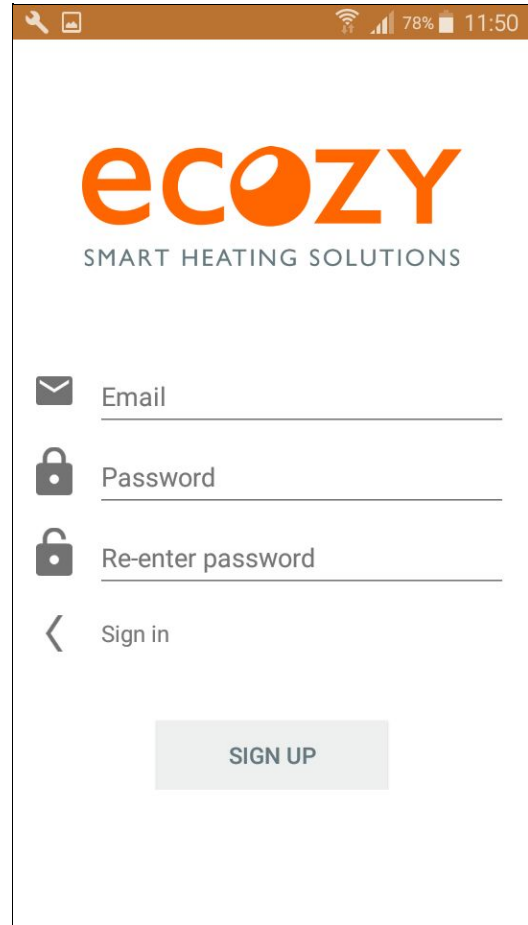 78% 11:50
ecozy
SMART HEATING SOLUTIONS
Email
Password
Re-enter password
Sign in
SIGN UP